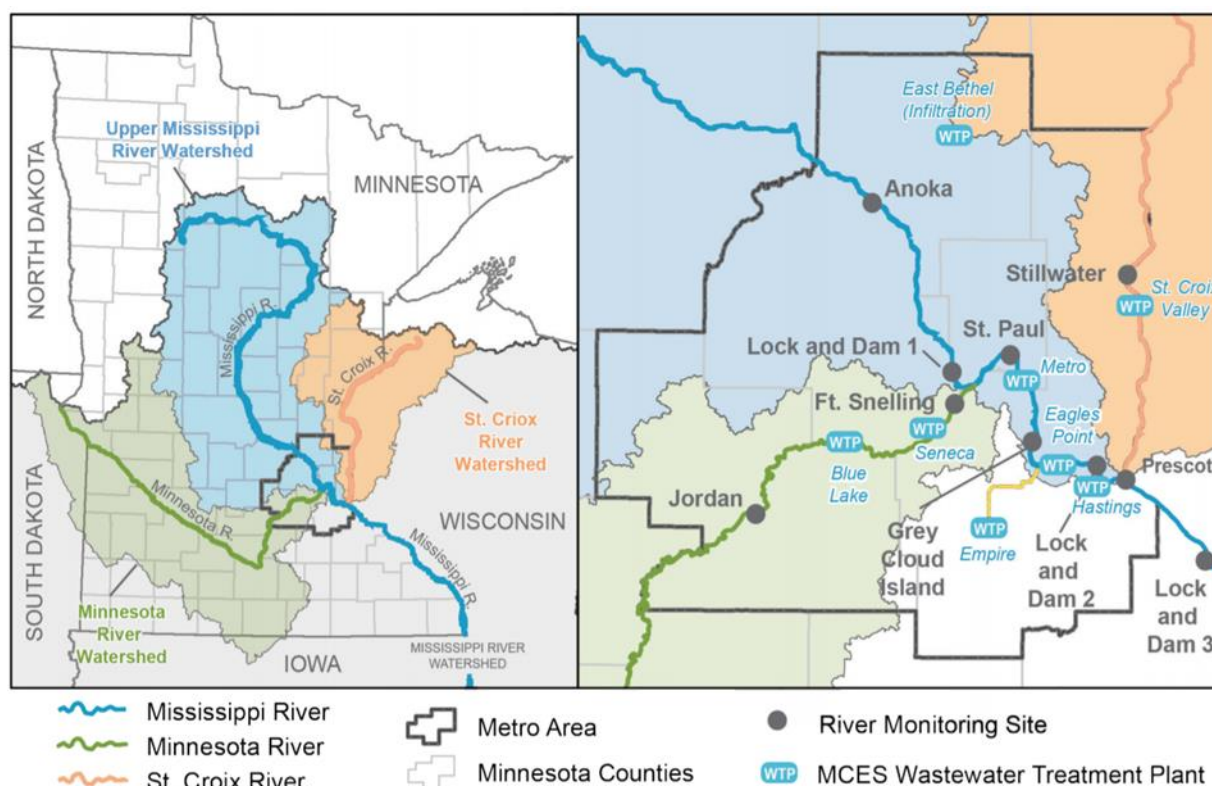 Upper Mississippi
River Watershed
MINNESOTA
NORTH DAKOTA
Mississippi R.
St. Croix R.
St. Criox
River
Watershed
SOUTH DAKOTA
Minnesota R.
WISCONSIN
Mississippi R.
Minnesota
River
Watershed
IOWA
MISSISSIPPI RIVER
WATERSHED
East Bethel
(Infiltration)
WTP
Anoka
Stillwater
WTP
St. Croix
Valley
St. Paul
Lock and Dam 1
WTP
Metro
Ft. Snelling
WTP
Seneca
WTP
Blue
Lake
Eagles
Point
WTP
Prescot
WTP
Hastings
Jordan
WTP
Empire
Grey
Cloud
Island
Lock
and
Dam 2
Lock
and
Dam 3
Mississippi River
Minnesota River
St. Croix River
Metro Area
Minnesota Counties
River Monitoring Site
WTP
MCES Wastewater Treatment Plant